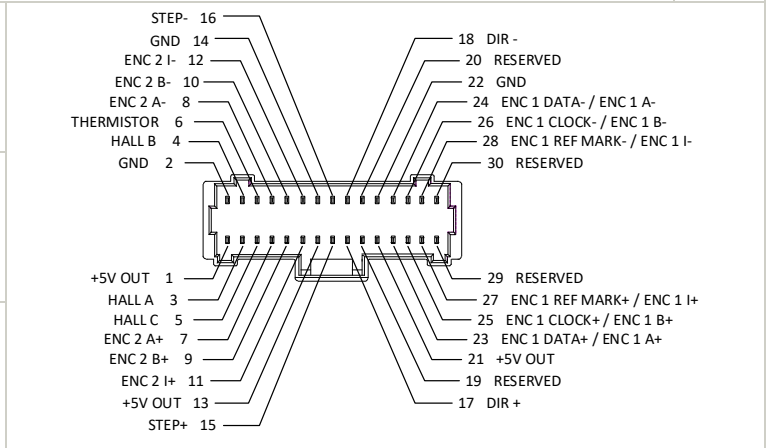 STEP- 16
GND 14
ENC 2 I- 12
ENC 2 B- 10
ENC 2 A- 8
THERMISTOR 6
HALL B 4
GND 2
18 DIR -
20 RESERVED
22 GND
24 ENC 1 DATA- / ENC 1 A-
26 ENC 1 CLOCK- / ENC 1 B-
28 ENC 1 REF MARK- / ENC 1 I-
30 RESERVED
+5V OUT 1
HALL A 3
HALL C 5
ENC 2 A+ 7
ENC 2 B+ 9
ENC 2 I+ 11
+5V OUT 13
STEP+ 15
29 RESERVED
27 ENC 1 REF MARK+ / ENC 1 I+
25 ENC 1 CLOCK+ / ENC 1 B+
23 ENC 1 DATA+ / ENC 1 A+
21 +5V OUT
19 RESERVED
17 DIR +